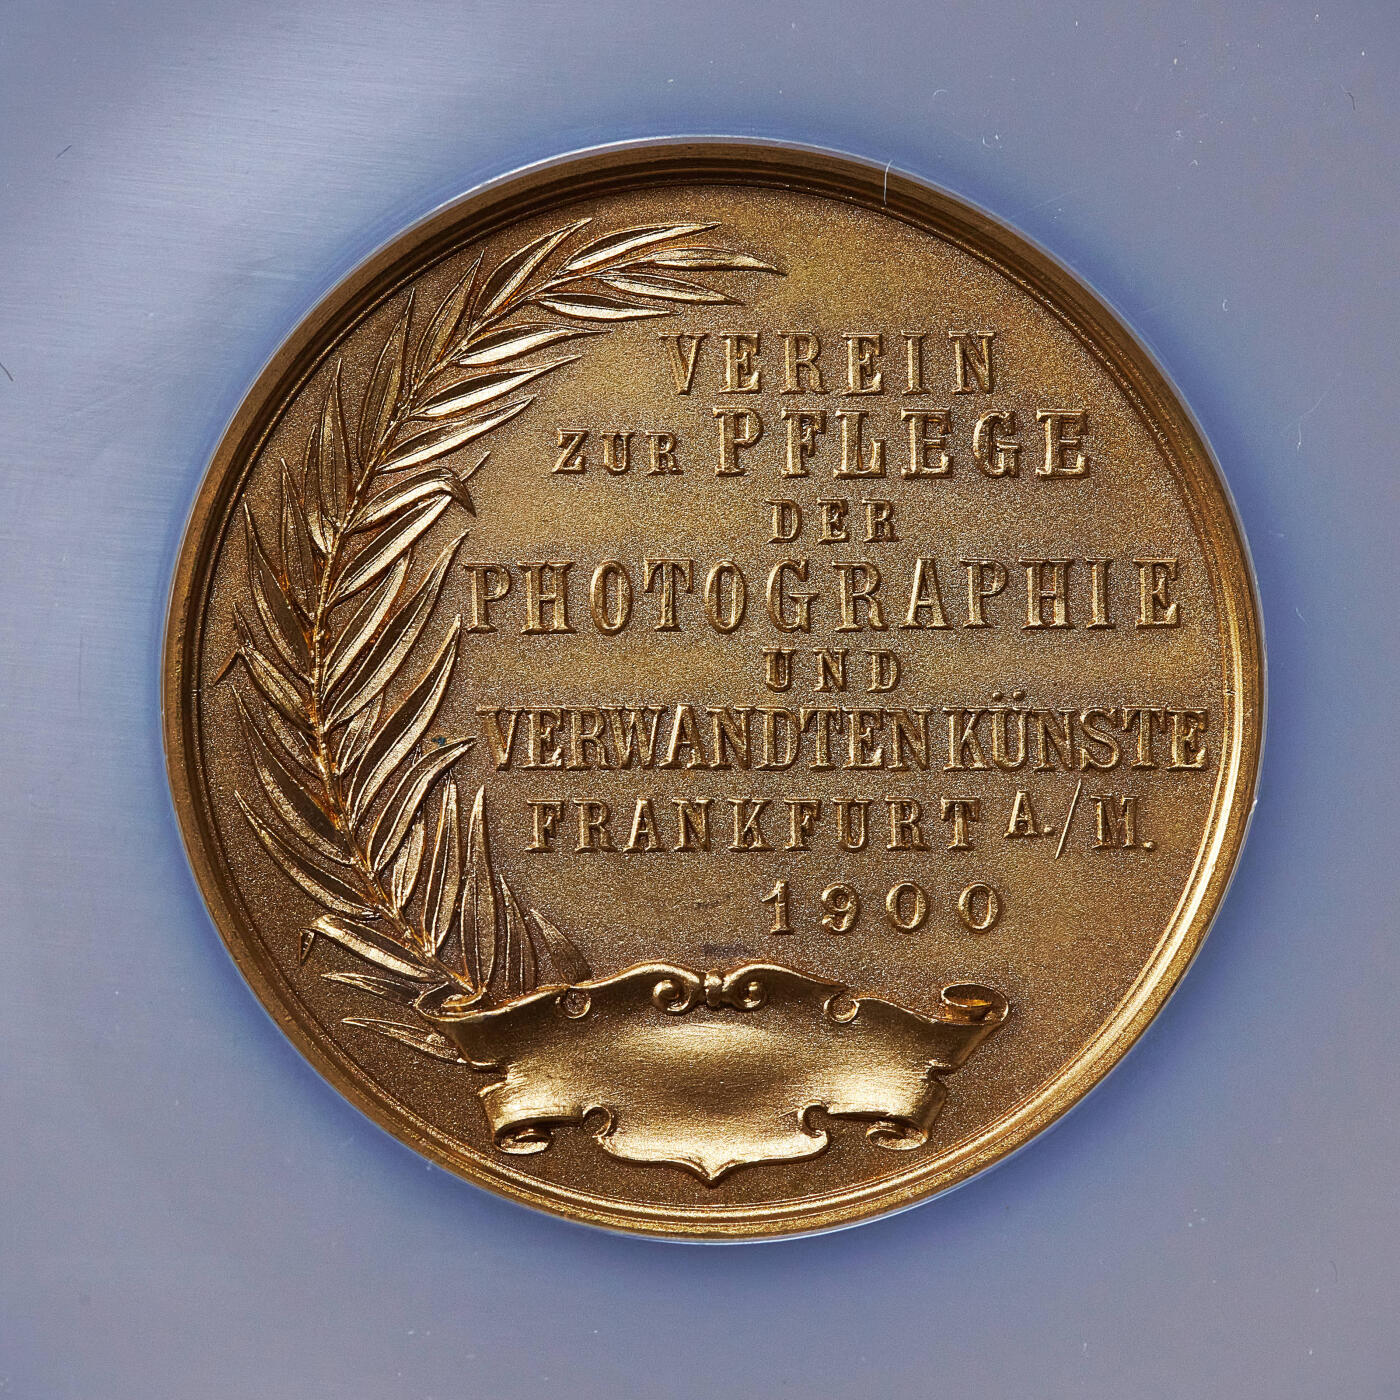 VEREIN
ZUR PFLEGE
DER
PHOTOGRAPHIE
UND
VERWANDTEN KÜNSTE
FRANKFURT A./M.
1900